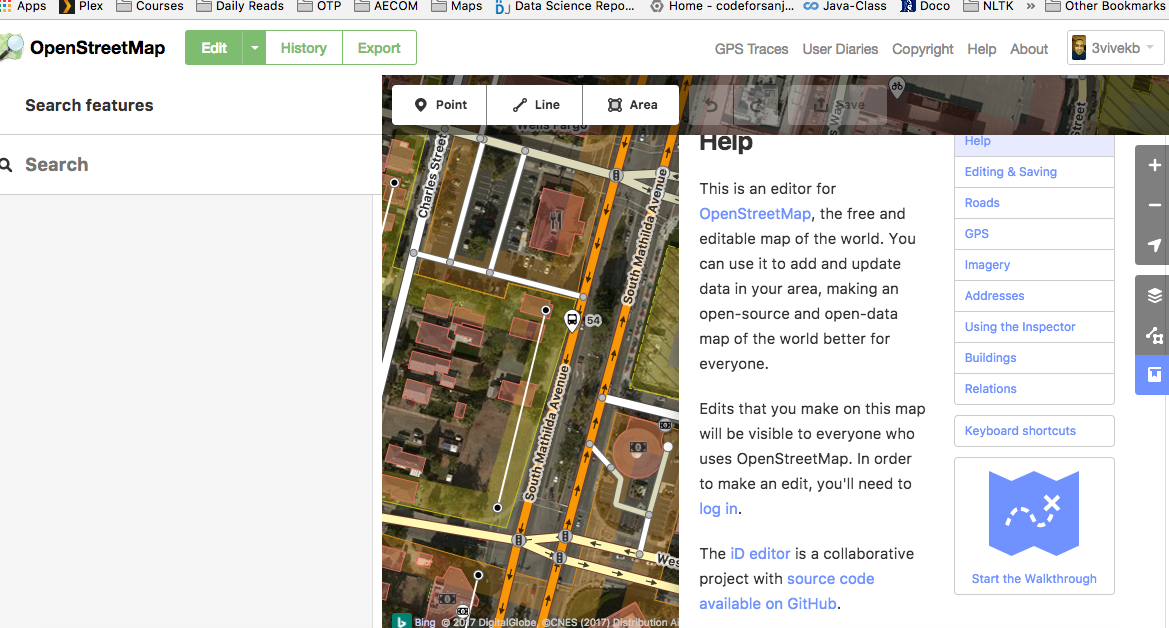 Apps Plex Courses Daily Reads OTP AECOM Maps Data Science Repo... Home - codeforsanj... Java-Class Doco NLTK » Other Bookmarks
OpenStreetMap Edit History Export GPS Traces User Diaries Copyright Help About 3vivekb
Search features
Search
Point Line Area Save
Wells Fargo
Charles Street
South Mathilda Avenue
South Mathilda Avenue
54
Street
Wes
Bing © 2017 DigitalGlobe, ©CNES (2017) Distribution Ai
Help
This is an editor for
OpenStreetMap, the free and
editable map of the world. You
can use it to add and update
data in your area, making an
open-source and open-data
map of the world better for
everyone.
Edits that you make on this map
will be visible to everyone who
uses OpenStreetMap. In order
to make an edit, you'll need to
log in.
The iD editor is a collaborative
project with source code
available on GitHub.
Help
Editing & Saving
Roads
GPS
Imagery
Addresses
Using the Inspector
Buildings
Relations
Keyboard shortcuts
Start the Walkthrough